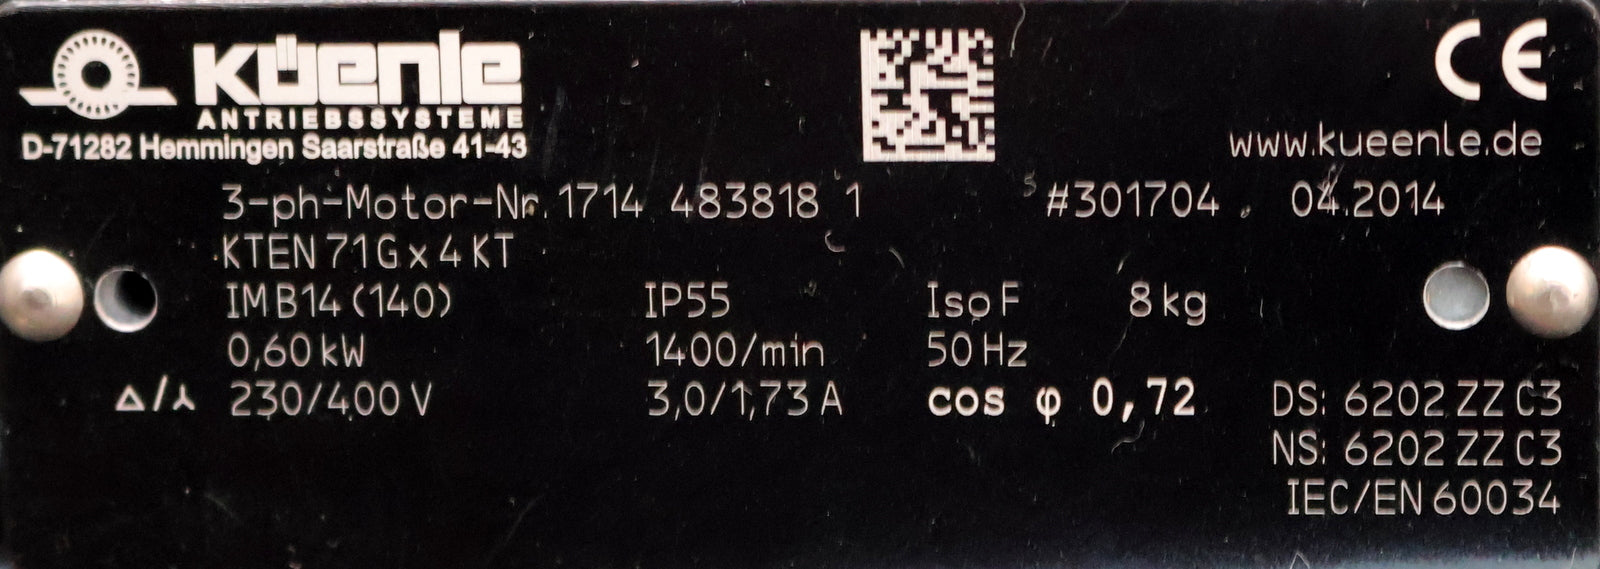 KÜenle
ANTRIEBSSYSTEME
D-71282 Hemmingen Saarstraße 41-43
CE
www.kueenle.de
3-ph-Motor-Nr. 1714 483818 1 #301704 04.2014
KTEN 71G x 4 KT
IM B14 (140) IP55 Iso F 8 kg
0,60 kW 1400/min 50 Hz
△/⅄ 230/400 V 3,0/1,73 A cos φ 0,72 DS: 6202 ZZ C3
NS: 6202 ZZ C3
IEC/EN 60034